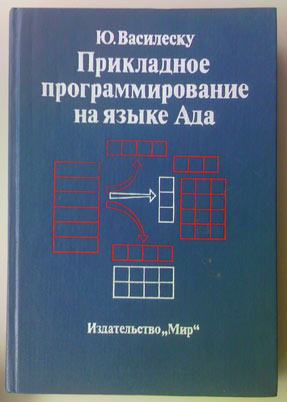 Ю. Василеску
Прикладное
программирование
на языке Ада
Издательство „Мир“